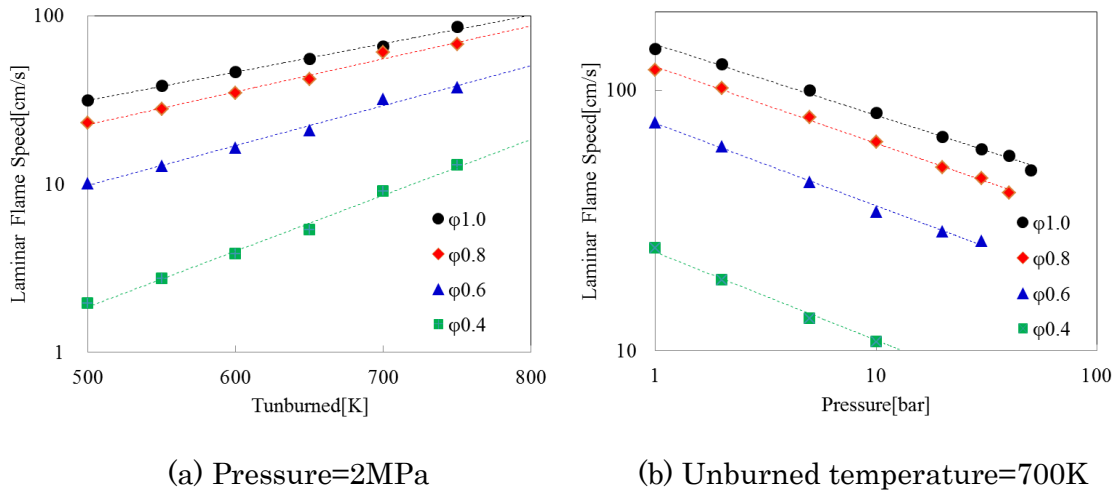 100
10
1
Laminar Flame Speed[cm/s]
φ1.0
φ0.8
φ0.6
φ0.4
500
600
700
800
Tunburned[K]
(a) Pressure=2MPa
100
10
Laminar Flame Speed[cm/s]
φ1.0
φ0.8
φ0.6
φ0.4
1
10
100
Pressure[bar]
(b) Unburned temperature=700K